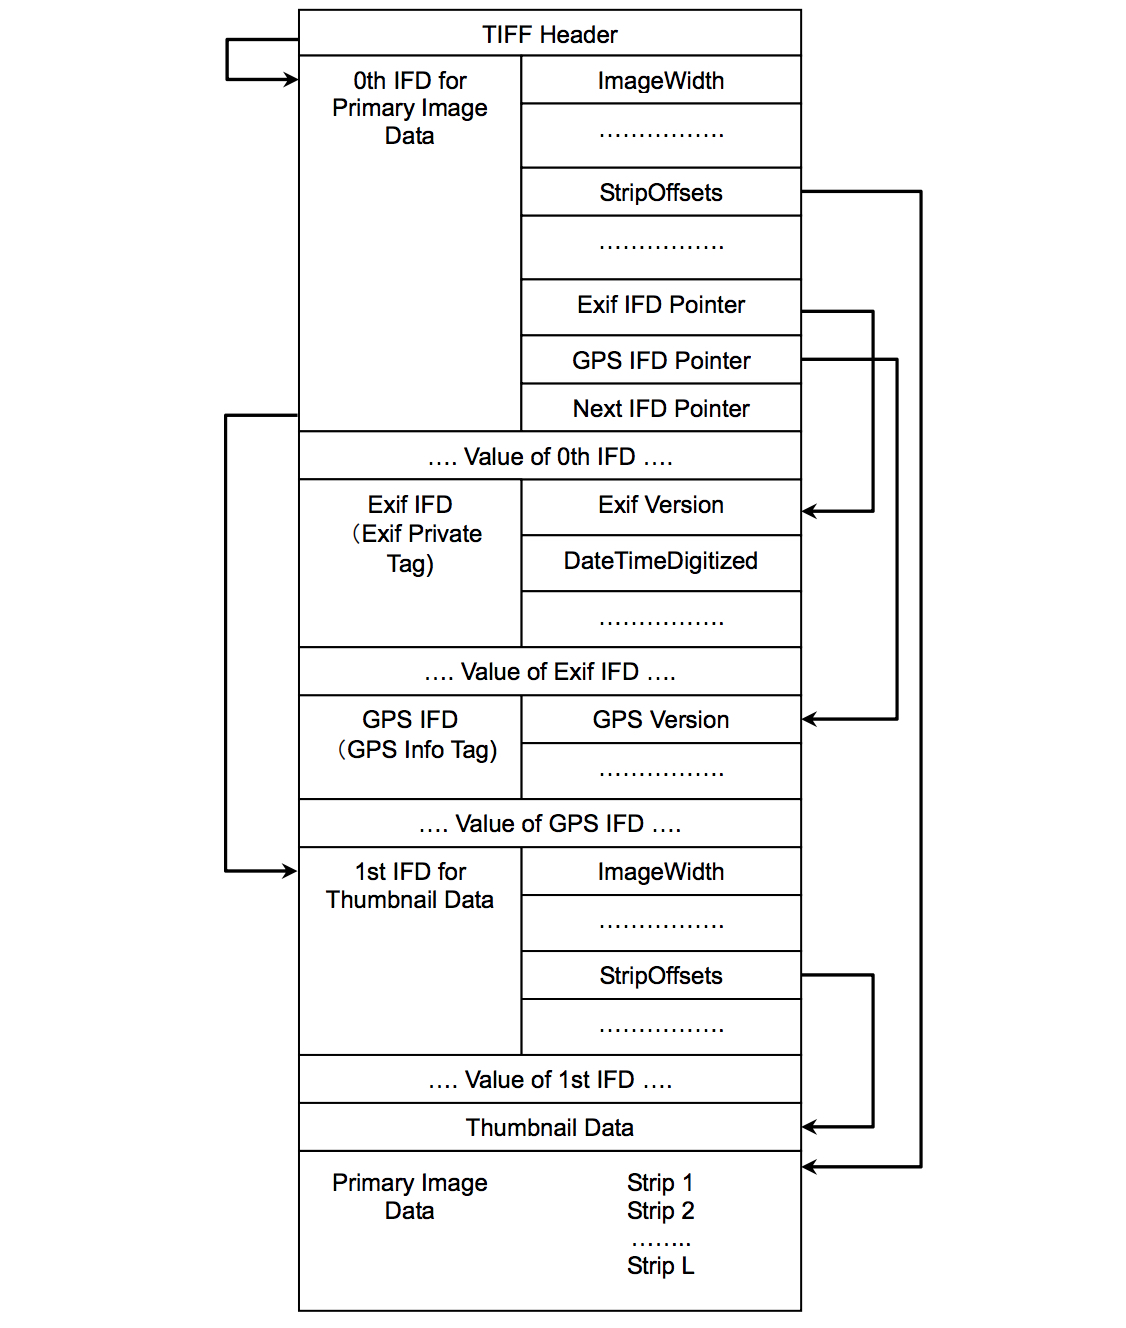 TIFF Header
0th IFD for
Primary Image
Data
ImageWidth
................
StripOffsets
................
Exif IFD Pointer
GPS IFD Pointer
Next IFD Pointer
.... Value of 0th IFD ....
Exif IFD
（Exif Private
Tag)
Exif Version
DateTimeDigitized
................
.... Value of Exif IFD ....
GPS IFD
（GPS Info Tag)
GPS Version
................
.... Value of GPS IFD ....
1st IFD for
Thumbnail Data
ImageWidth
................
StripOffsets
................
.... Value of 1st IFD ....
Thumbnail Data
Primary Image
Data
Strip 1
Strip 2
........
Strip L